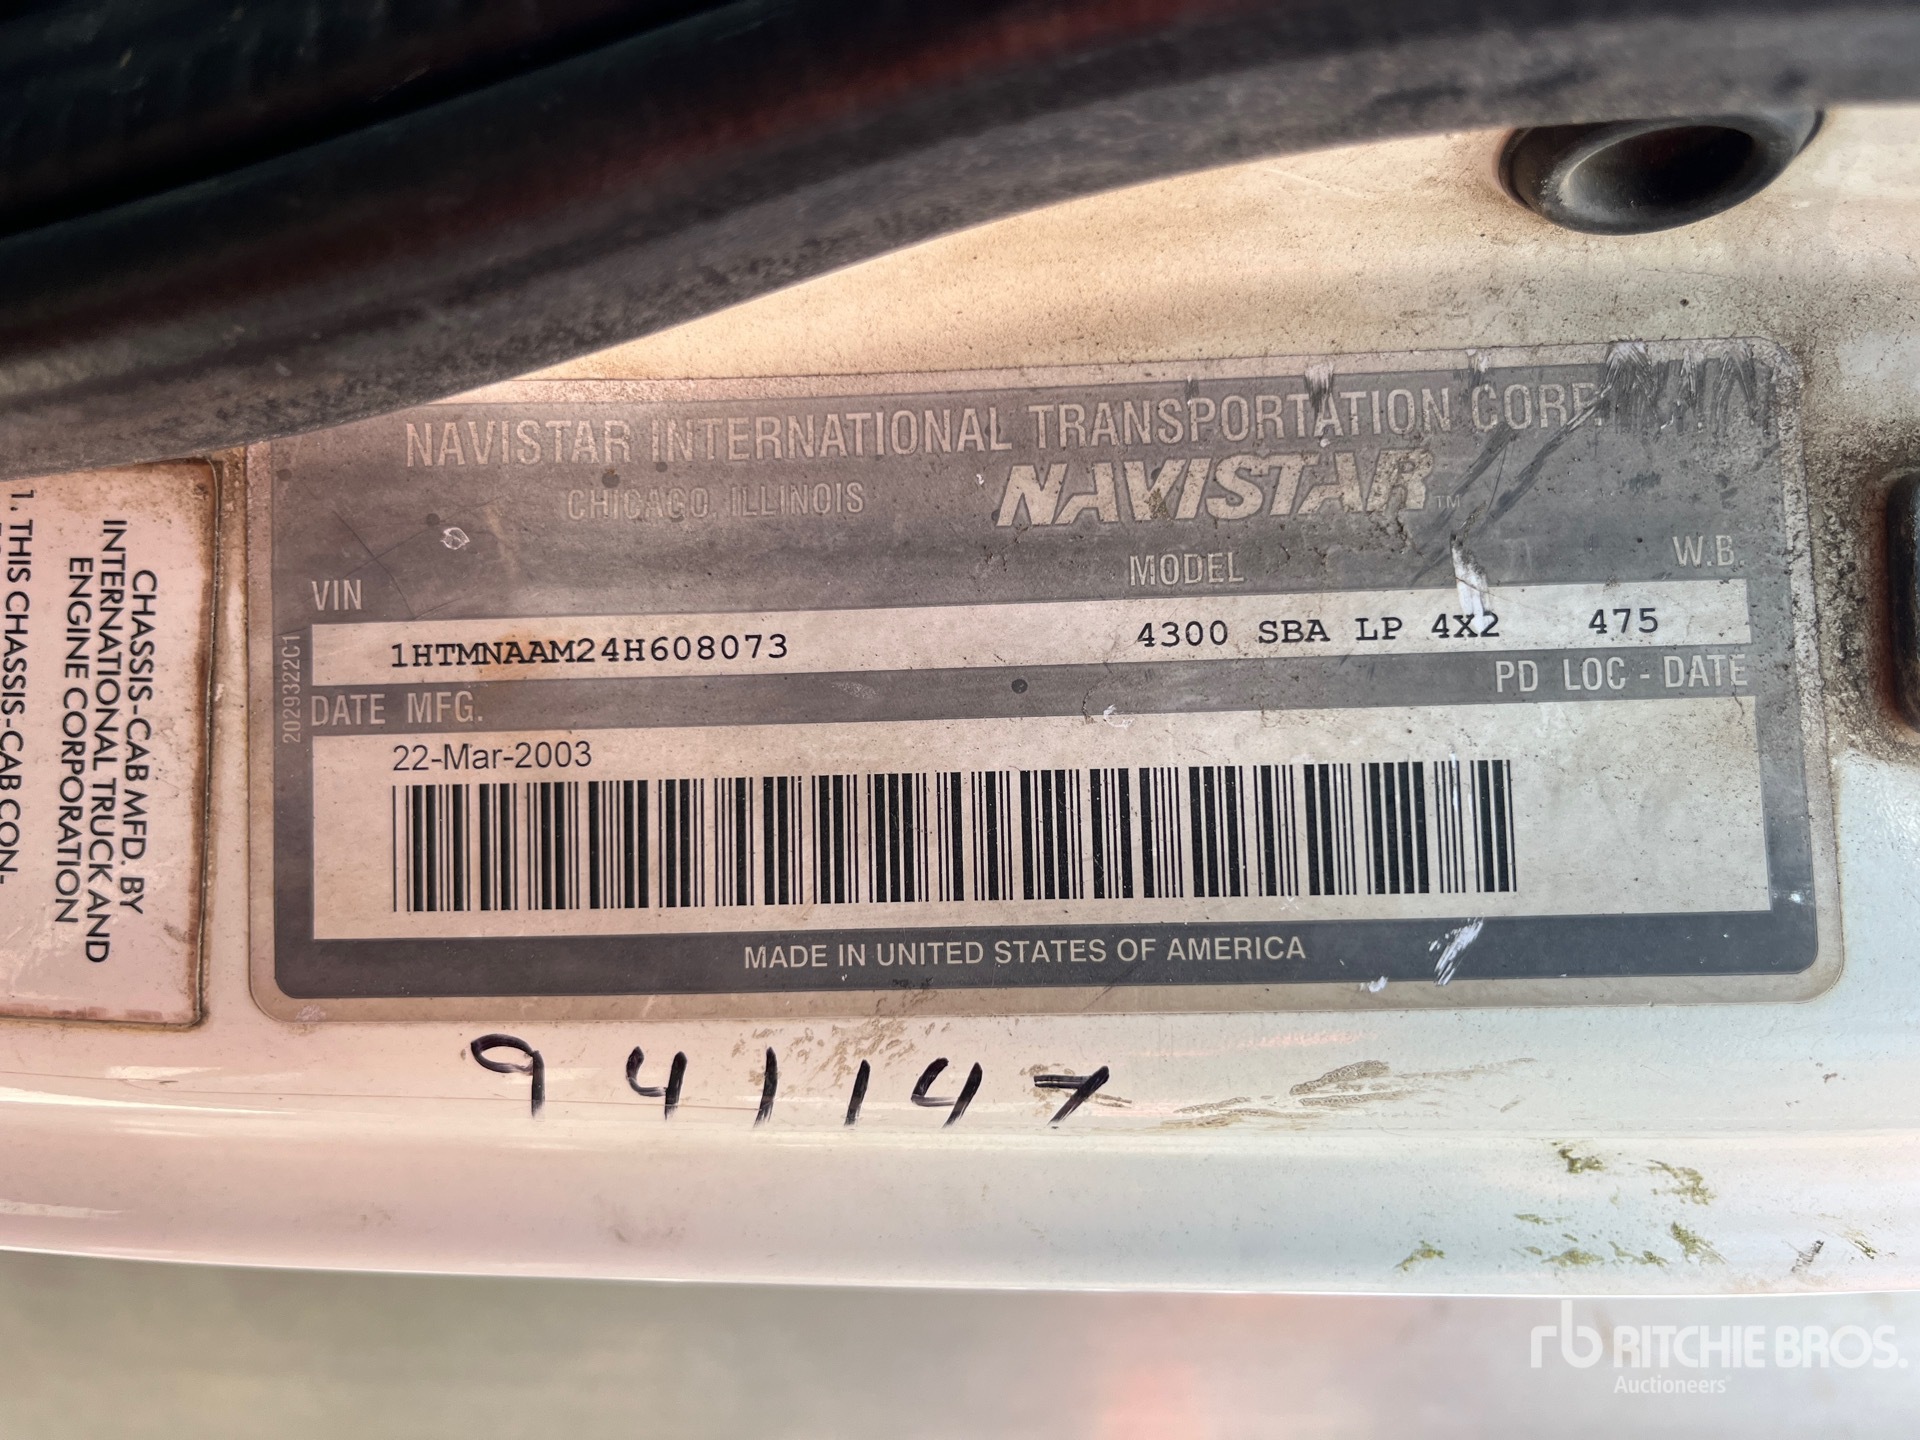 NAVISTAR INTERNATIONAL TRANSPORTATION CORP.
CHICAGO, ILLINOIS NAVISTAR™
VIN MODEL W.B.
1HTMNAAM24H608073 4300 SBA LP 4X2 475
DATE MFG. PD LOC - DATE
22-Mar-2003
MADE IN UNITED STATES OF AMERICA
2029322C1
CHASSIS-CAB MFD. BY
INTERNATIONAL TRUCK AND
ENGINE CORPORATION
1. THIS CHASSIS-CAB CON-
941147
rb RITCHIE BROS.
Auctioneers